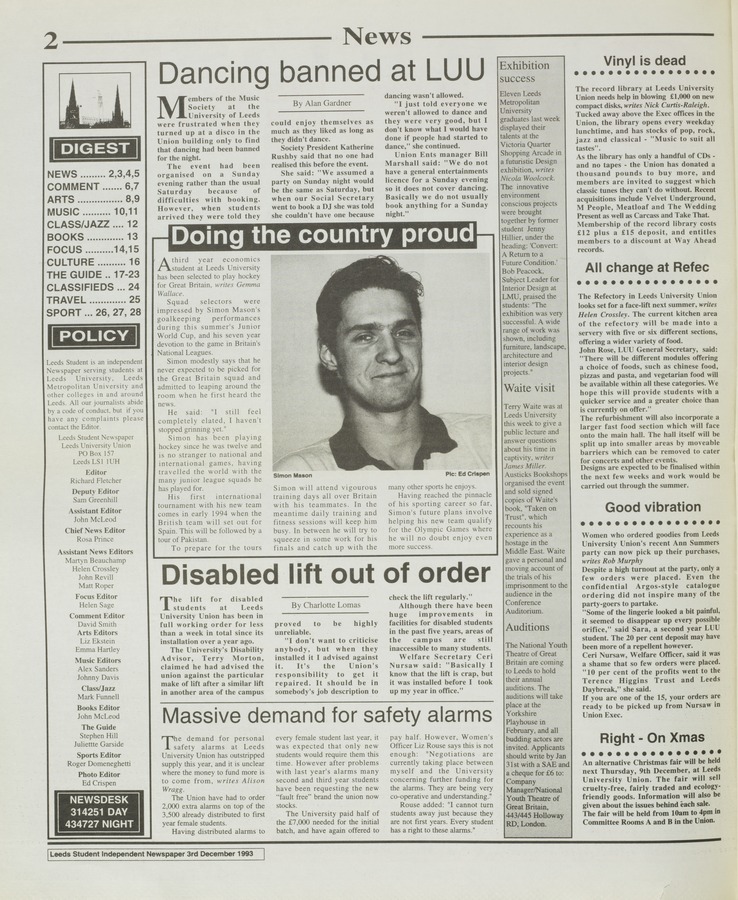 2
News
DIGEST
NEWS ......... 2,3,4,5
COMMENT ....... 6,7
ARTS ............... 8,9
MUSIC .......... 10,11
CLASS/JAZZ .... 12
BOOKS ............. 13
FOCUS ..........14,15
CULTURE ......... 16
THE GUIDE .. 17-23
CLASSIFIEDS ... 24
TRAVEL ............. 25
SPORT ... 26, 27, 28
POLICY
Leeds Student is an independent
Newspaper serving students at
Leeds University, Leeds
Metropolitan University and
other colleges in and around
Leeds. All our journalists abide
by a code of conduct. but if you
have any complaints please
contact the Editor.
Leeds Student Newspaper
Leeds University Union
PO Box 157
Leeds LS1 1UH
Editor
Richard Fletcher
Deputy Editor
Sam Greenhill
Assistant Editor
John McLeod
Chief News Editor
Rosa Prince
Assistant News Editors
Martyn Beauchamp
Helen Crossley
John Revill
Matt Roper
Focus Editor
Helen Sage
Comment Editor
David Smith
Arts Editors
Liz Ekstein
Emma Hartley
Music Editors
Alex Sanders
Johnny Davis
Class/Jazz
Mark Funnell
Books Editor
John McLeod
The Guide
Stephen Hill
Juliettte Garside
Sports Editor
Roger Domeneghetti
Photo Editor
Ed Crispen
NEWSDESK
314251 DAY
434727 NIGHT
Dancing banned at LUU
Members of the Music
Society at the
University of Leeds
were frustrated when they
turned up at a disco in the
Union building only to find
that dancing had been banned
for the night.
The event had been
organised on a Sunday
evening rather than the usual
Saturday because of
difficulties with booking.
However, when students
arrived they were told they
By Alan Gardner
could enjoy themselves as
much as they liked as long as
they didn't dance.
Society President Katherine
Rushby said that no one had
realised this before the event.
She said: "We assumed a
party on Sunday night would
be the same as Saturday, but
when our Social Secretary
went to book a DJ she was told
she couldn't have one because
dancing wasn't allowed.
"I just told everyone we
weren't allowed to dance and
they were very good, but I
don't know what I would have
done if people had started to
dance," she continued.
Union Ents manager Bill
Marshall said: "We do not
have a general entertainments
licence for a Sunday evening
so it does not cover dancing.
Basically we do not usually
book anything for a Sunday
night."
Doing the country proud
A third year economics
student at Leeds University
has been selected to play hockey
for Great Britain, writes Gemma
Wallace.
Squad selectors were
impressed by Simon Mason's
goalkeeping performances
during this summer's Junior
World Cup, and his seven year
devotion to the game in Britain's
National Leagues.
Simon modestly says that he
never expected to be picked for
the Great Britain squad and
admitted to leaping around the
room when he first heard the
news.
He said: "I still feel
completely elated, I haven't
stopped grinning yet."
Simon has been playing
hockey since he was twelve and
is no stranger to national and
international games, having
travelled the world with the
many junior league squads he
has played for.
His first international
tournament with his new team
comes in early 1994 when the
British team will set out for
Spain. This will be followed by a
tour of Pakistan.
To prepare for the tours
Simon Mason
Pic: Ed Crispen
Simon will attend vigourous
training days all over Britain
with his teammates. In the
meantime daily training and
fitness sessions will keep him
busy. In between he will try to
squeeze in some work for his
finals and catch up with the
many other sports he enjoys.
Having reached the pinnacle
of his sporting career so far,
Simon's future plans involve
helping his new team qualify
for the Olympic Games where
he will no doubt enjoy even
more success.
Disabled lift out of order
The lift for disabled
students at Leeds
University Union has been in
full working order for less
than a week in total since its
installation over a year ago.
The University's Disability
Advisor, Terry Morton,
claimed he had advised the
union against the particular
make of lift after a similar lift
in another area of the campus
By Charlotte Lomas
proved to be highly
unreliable.
"I don't want to criticise
anybody, but when they
installed it I advised against
it. It's the Union's
responsibility to get it
repaired. It should be in
somebody's job description to
check the lift regularly."
Although there have been
huge improvements in
facilities for disabled students
in the past five years, areas of
the campus are still
inaccessible to many students.
Welfare Secretary Ceri
Nursaw said: "Basically I
know that the lift is crap, but
it was installed before I took
up my year in office."
Massive demand for safety alarms
The demand for personal
safety alarms at Leeds
University Union has outstripped
supply this year, and it is unclear
where the money to fund more is
to come from, writes Alison
Wragg.
The Union have had to order
2,000 extra alarms on top of the
3,500 already distributed to first
year female students.
Having distributed alarms to
every female student last year, it
was expected that only new
students would require them this
time. However after problems
with last year's alarms many
second and third year students
have been requesting the new
"fault free" brand the union now
stocks.
The University paid half of
the £7,000 needed for the initial
batch, and have again offered to
pay half. However, Women's
Officer Liz Rouse says this is not
enough: "Negotiations are
currently taking place between
myself and the University
concerning further funding for
the alarms. They are being very
co-operative and understanding."
Rouse added: "I cannot turn
students away just because they
are not first years. Every student
has a right to these alarms."
Exhibition
success
Eleven Leeds
Metropolitan
University
graduates last week
displayed their
talents at the
Victoria Quarter
Shopping Arcade in
a futuristic Design
exhibition, writes
Nicola Woolcock.
The innovative
environment
conscious projects
were brought
together by former
student Jenny
Hillier, under the
heading: 'Convert:
A Return to a
Future Condition.'
Bob Peacock,
Subject Leader for
Interior Design at
LMU, praised the
students: "The
exhibition was very
successful. A wide
range of work was
shown, including
furniture, landscape,
architecture and
interior design
projects."
Waite visit
Terry Waite was at
Leeds University
this week to give a
public lecture and
answer questions
about his time in
captivity, writes
James Miller.
Austicks Bookshops
organised the event
and sold signed
copies of Waite's
book, "Taken on
Trust", which
recounts his
experience as a
hostage in the
Middle East. Waite
gave a personal and
moving account of
the trials of his
imprisonment to the
audience in the
Conference
Auditorium.
Auditions
The National Youth
Theatre of Great
Britain are coming
to Leeds to hold
their annual
auditions. The
auditions will take
place at the
Yorkshire
Playhouse in
February, and all
budding actors are
invited. Applicants
should write by Jan
31st with a SAE and
a cheque for £6 to:
Company
Manager/National
Youth Theatre of
Great Britain,
443/445 Holloway
RD, London.
Vinyl is dead
The record library at Leeds University
Union needs help in blowing £1,000 on new
compact disks, writes Nick Curtis-Raleigh.
Tucked away above the Exec offices in the
Union, the library opens every weekday
lunchtime, and has stocks of pop, rock,
jazz and classical - "Music to suit all
tastes".
As the library has only a handful of CDs -
and no tapes - the Union has donated a
thousand pounds to buy more, and
members are invited to suggest which
classic tunes they can't do without. Recent
acquisitions include Velvet Underground,
M People, Meatloaf and The Wedding
Present as well as Carcass and Take That.
Membership of the record library costs
£12 plus a £15 deposit, and entitles
members to a discount at Way Ahead
records.
All change at Refec
The Refectory in Leeds University Union
looks set for a face-lift next summer, writes
Helen Crossley. The current kitchen area
of the refectory will be made into a
servery with five or six different sections,
offering a wider variety of food.
John Rose, LUU General Secretary, said:
"There will be different modules offering
a choice of foods, such as chinese food,
pizzas and pasta, and vegetarian food will
be available within all these categories. We
hope this will provide students with a
quicker service and a greater choice than
is currently on offer."
The refurbishment will also incorporate a
larger fast food section which will face
onto the main hall. The hall itself will be
split up into smaller areas by moveable
barriers which can be removed to cater
for concerts and other events.
Designs are expected to be finalised within
the next few weeks and work would be
carried out through the summer.
Good vibration
Women who ordered goodies from Leeds
University Union's recent Ann Summers
party can now pick up their purchases,
writes Rob Murphy
Despite a high turnout at the party, only a
few orders were placed. Even the
confidential Argos-style catalogue
ordering did not inspire many of the
party-goers to partake.
"Some of the lingerie looked a bit painful,
it seemed to disappear up every possible
orifice," said Sara, a second year LUU
student. The 20 per cent deposit may have
been more of a repellent however.
Ceri Nursaw, Welfare Officer, said it was
a shame that so few orders were placed.
"10 per cent of the profits went to the
Terence Higgins Trust and Leeds
Daybreak," she said.
If you are one of the 15, your orders are
ready to be picked up from Nursaw in
Union Exec.
Right - On Xmas
An alternative Christmas fair will be held
next Thursday, 9th December, at Leeds
University Union. The fair will sell
cruelty-free, fairly traded and ecology-
friendly goods. Information will also be
given about the issues behind each sale.
The fair will be held from 10am to 4pm in
Committee Rooms A and B in the Union.
Leeds Student Independent Newspaper 3rd December 1993